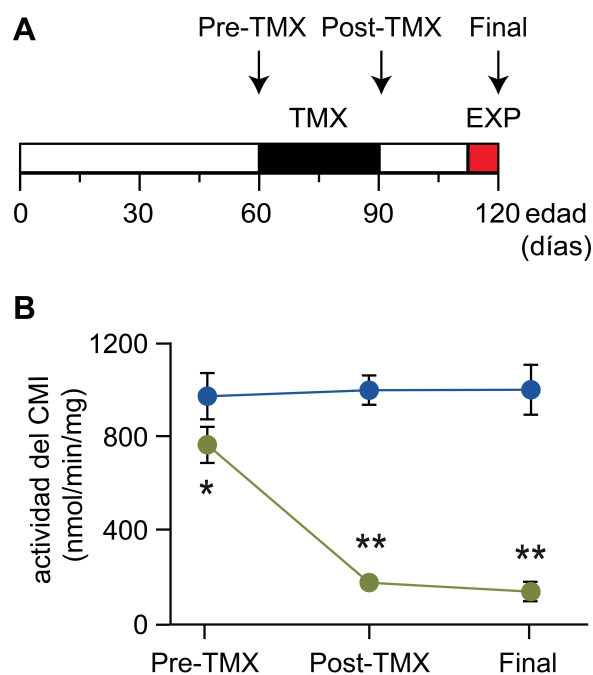 A
Pre-TMX Post-TMX Final
TMX EXP
0 30 60 90 120 edad
(días)
B
actividad del CMI
(nmol/min/mg)
1200
800
400
0
*
**
**
Pre-TMX Post-TMX Final